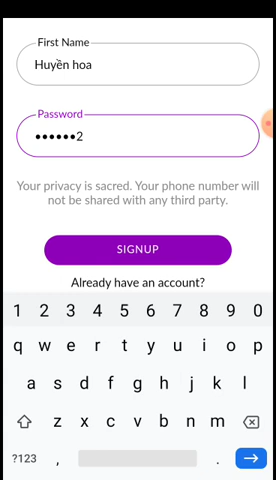 First Name
Huyền hoa
Password
••••••2
Your privacy is sacred. Your phone number will
not be shared with any third party.
SIGNUP
Already have an account?
1 2 3 4 5 6 7 8 9 0
q w e r t y u i o p
a s d f g h j k l
z x c v b n m
?123 , .